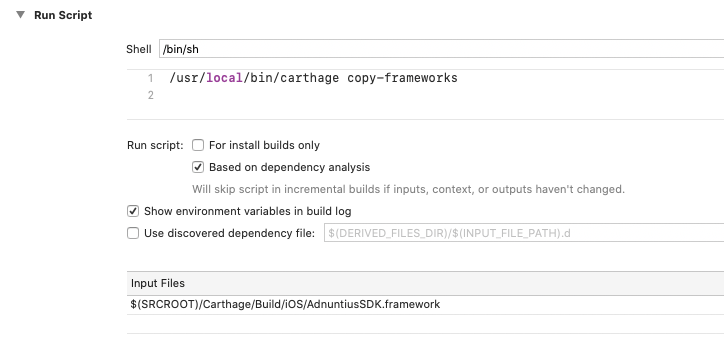 Run Script
Shell /bin/sh
1 /usr/local/bin/carthage copy-frameworks
2
Run script: For install builds only
Based on dependency analysis
Will skip script in incremental builds if inputs, context, or outputs haven't changed.
Show environment variables in build log
Use discovered dependency file: $(DERIVED_FILES_DIR)/$(INPUT_FILE_PATH).d
Input Files
$(SRCROOT)/Carthage/Build/iOS/AdnuntiusSDK.framework